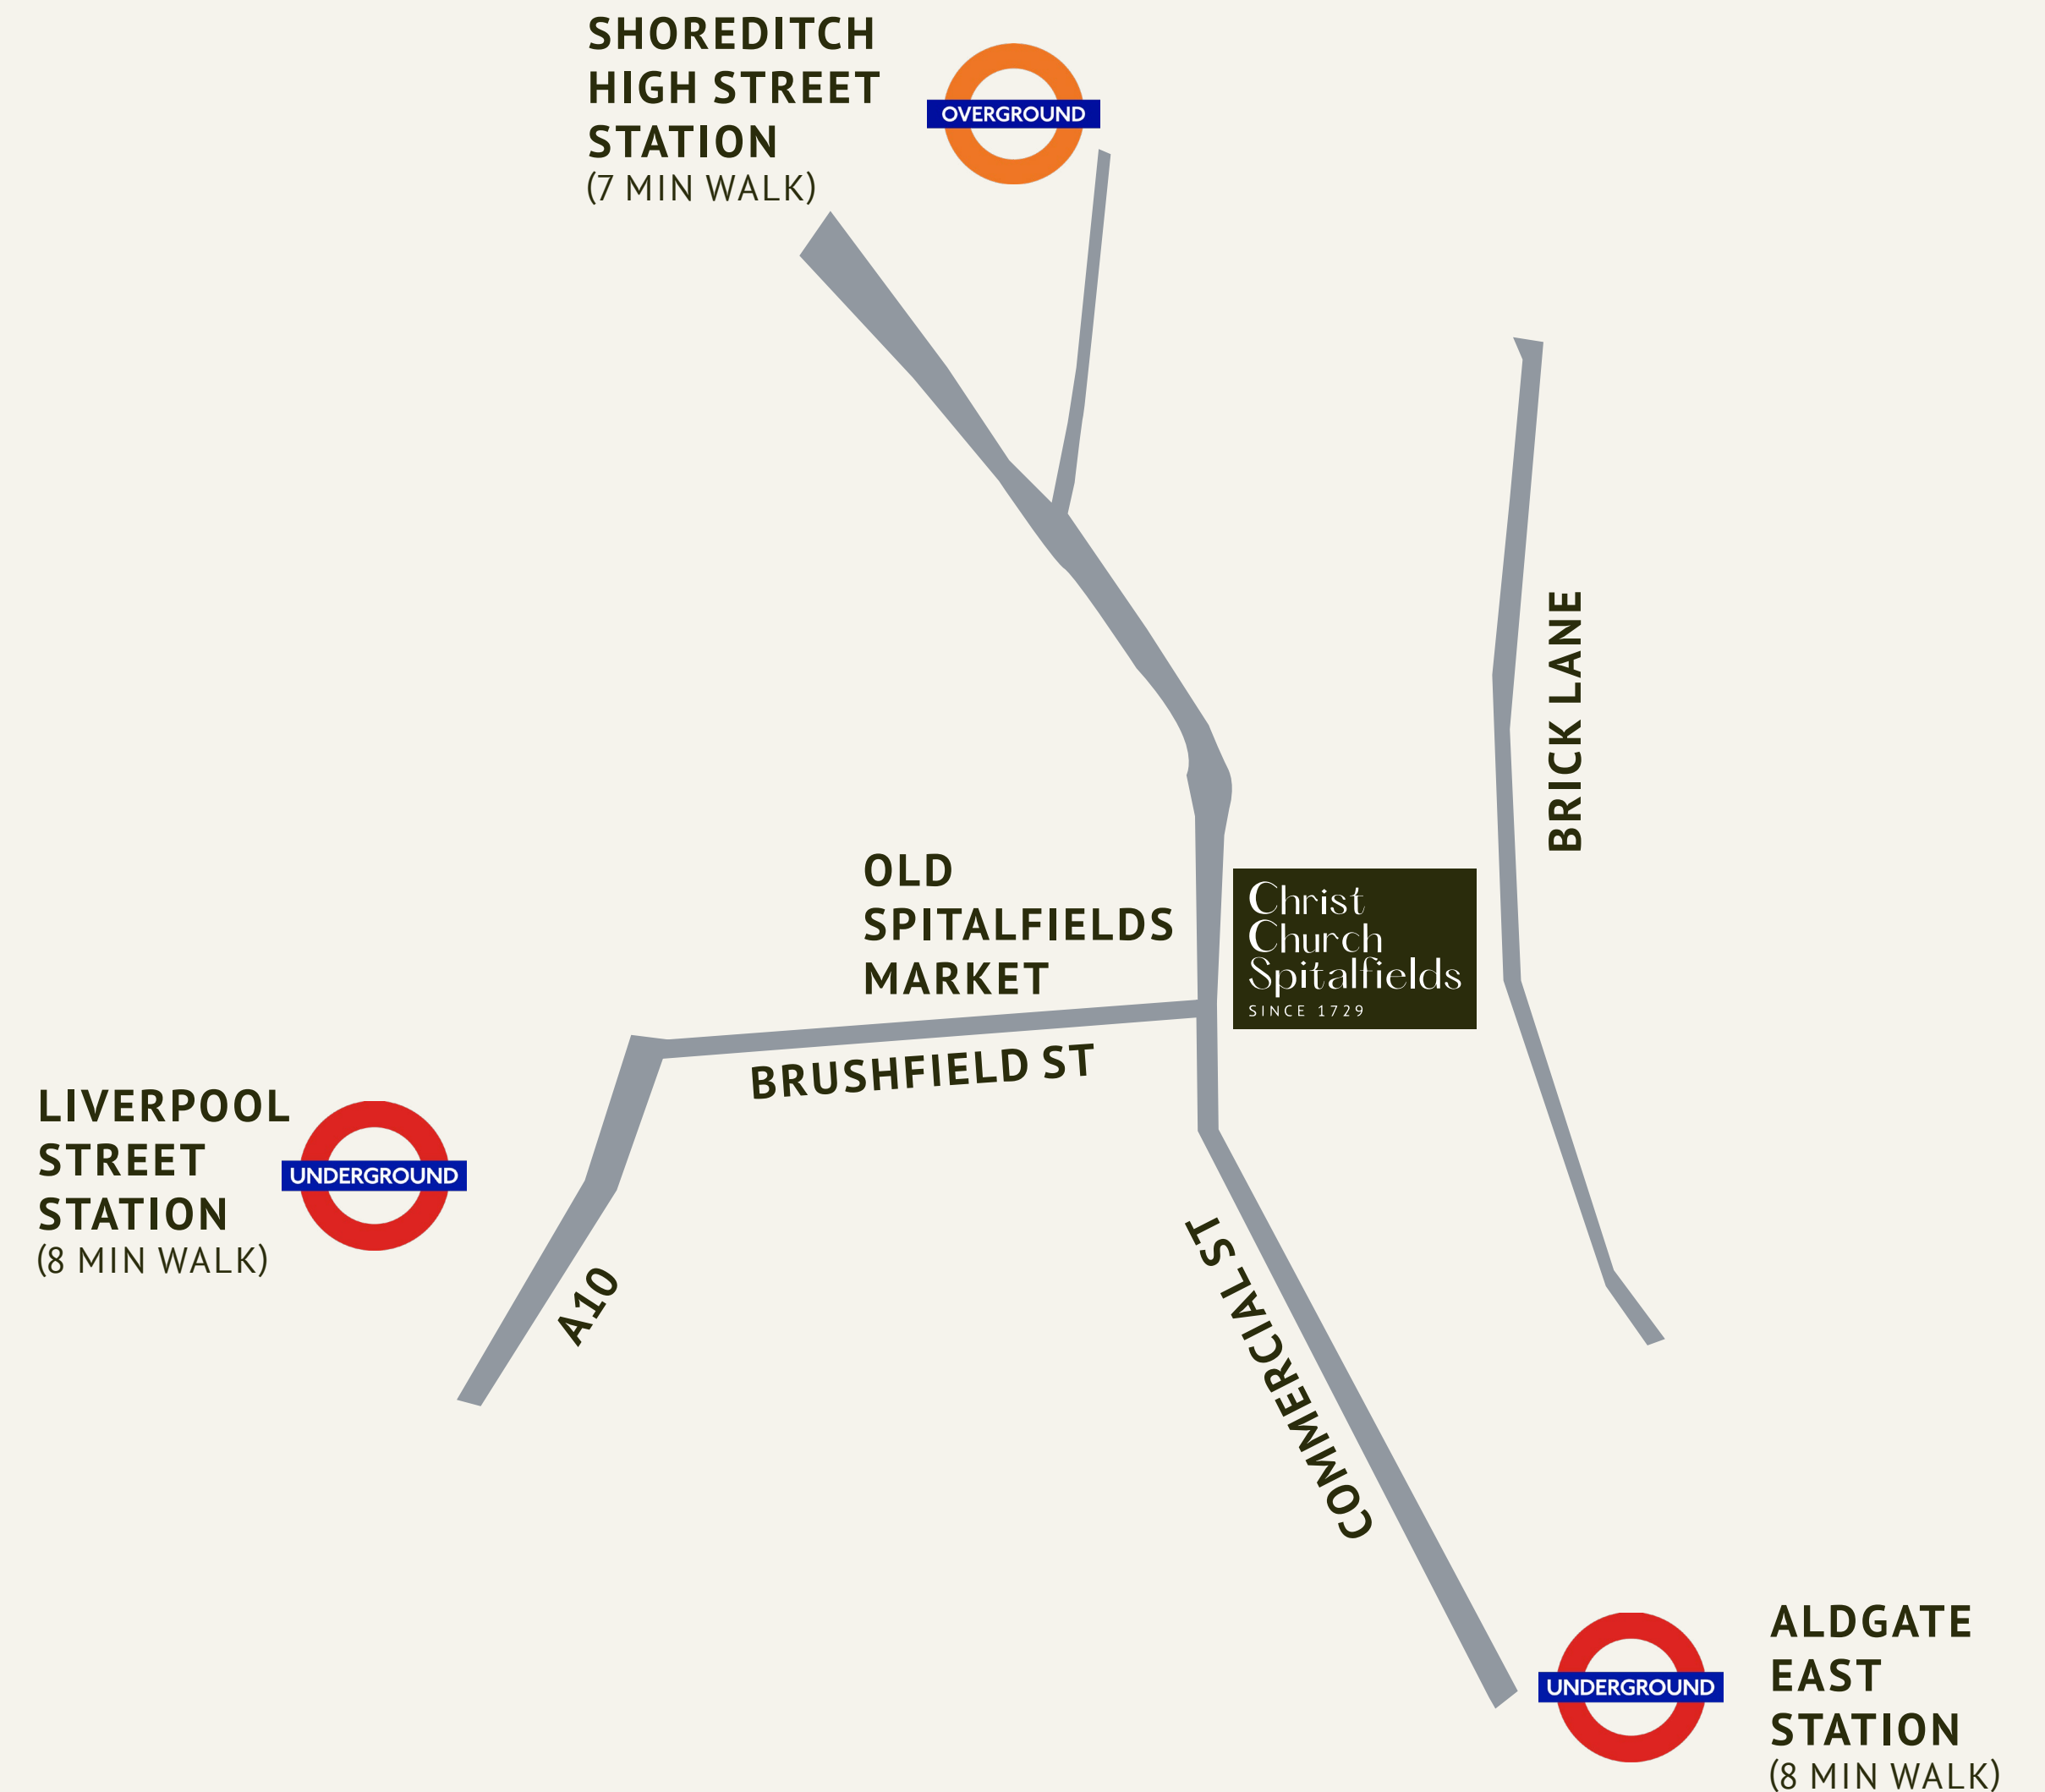 SHOREDITCH
HIGH STREET
STATION
(7 MIN WALK)
OVERGROUND
BRICK LANE
OLD
SPITALFIELDS
MARKET
Christ
Church
Spitalfields
SINCE 1729
BRUSHFIELD ST
LIVERPOOL
STREET
STATION
(8 MIN WALK)
UNDERGROUND
A10
COMMERCIAL ST
UNDERGROUND
ALDGATE
EAST
STATION
(8 MIN WALK)